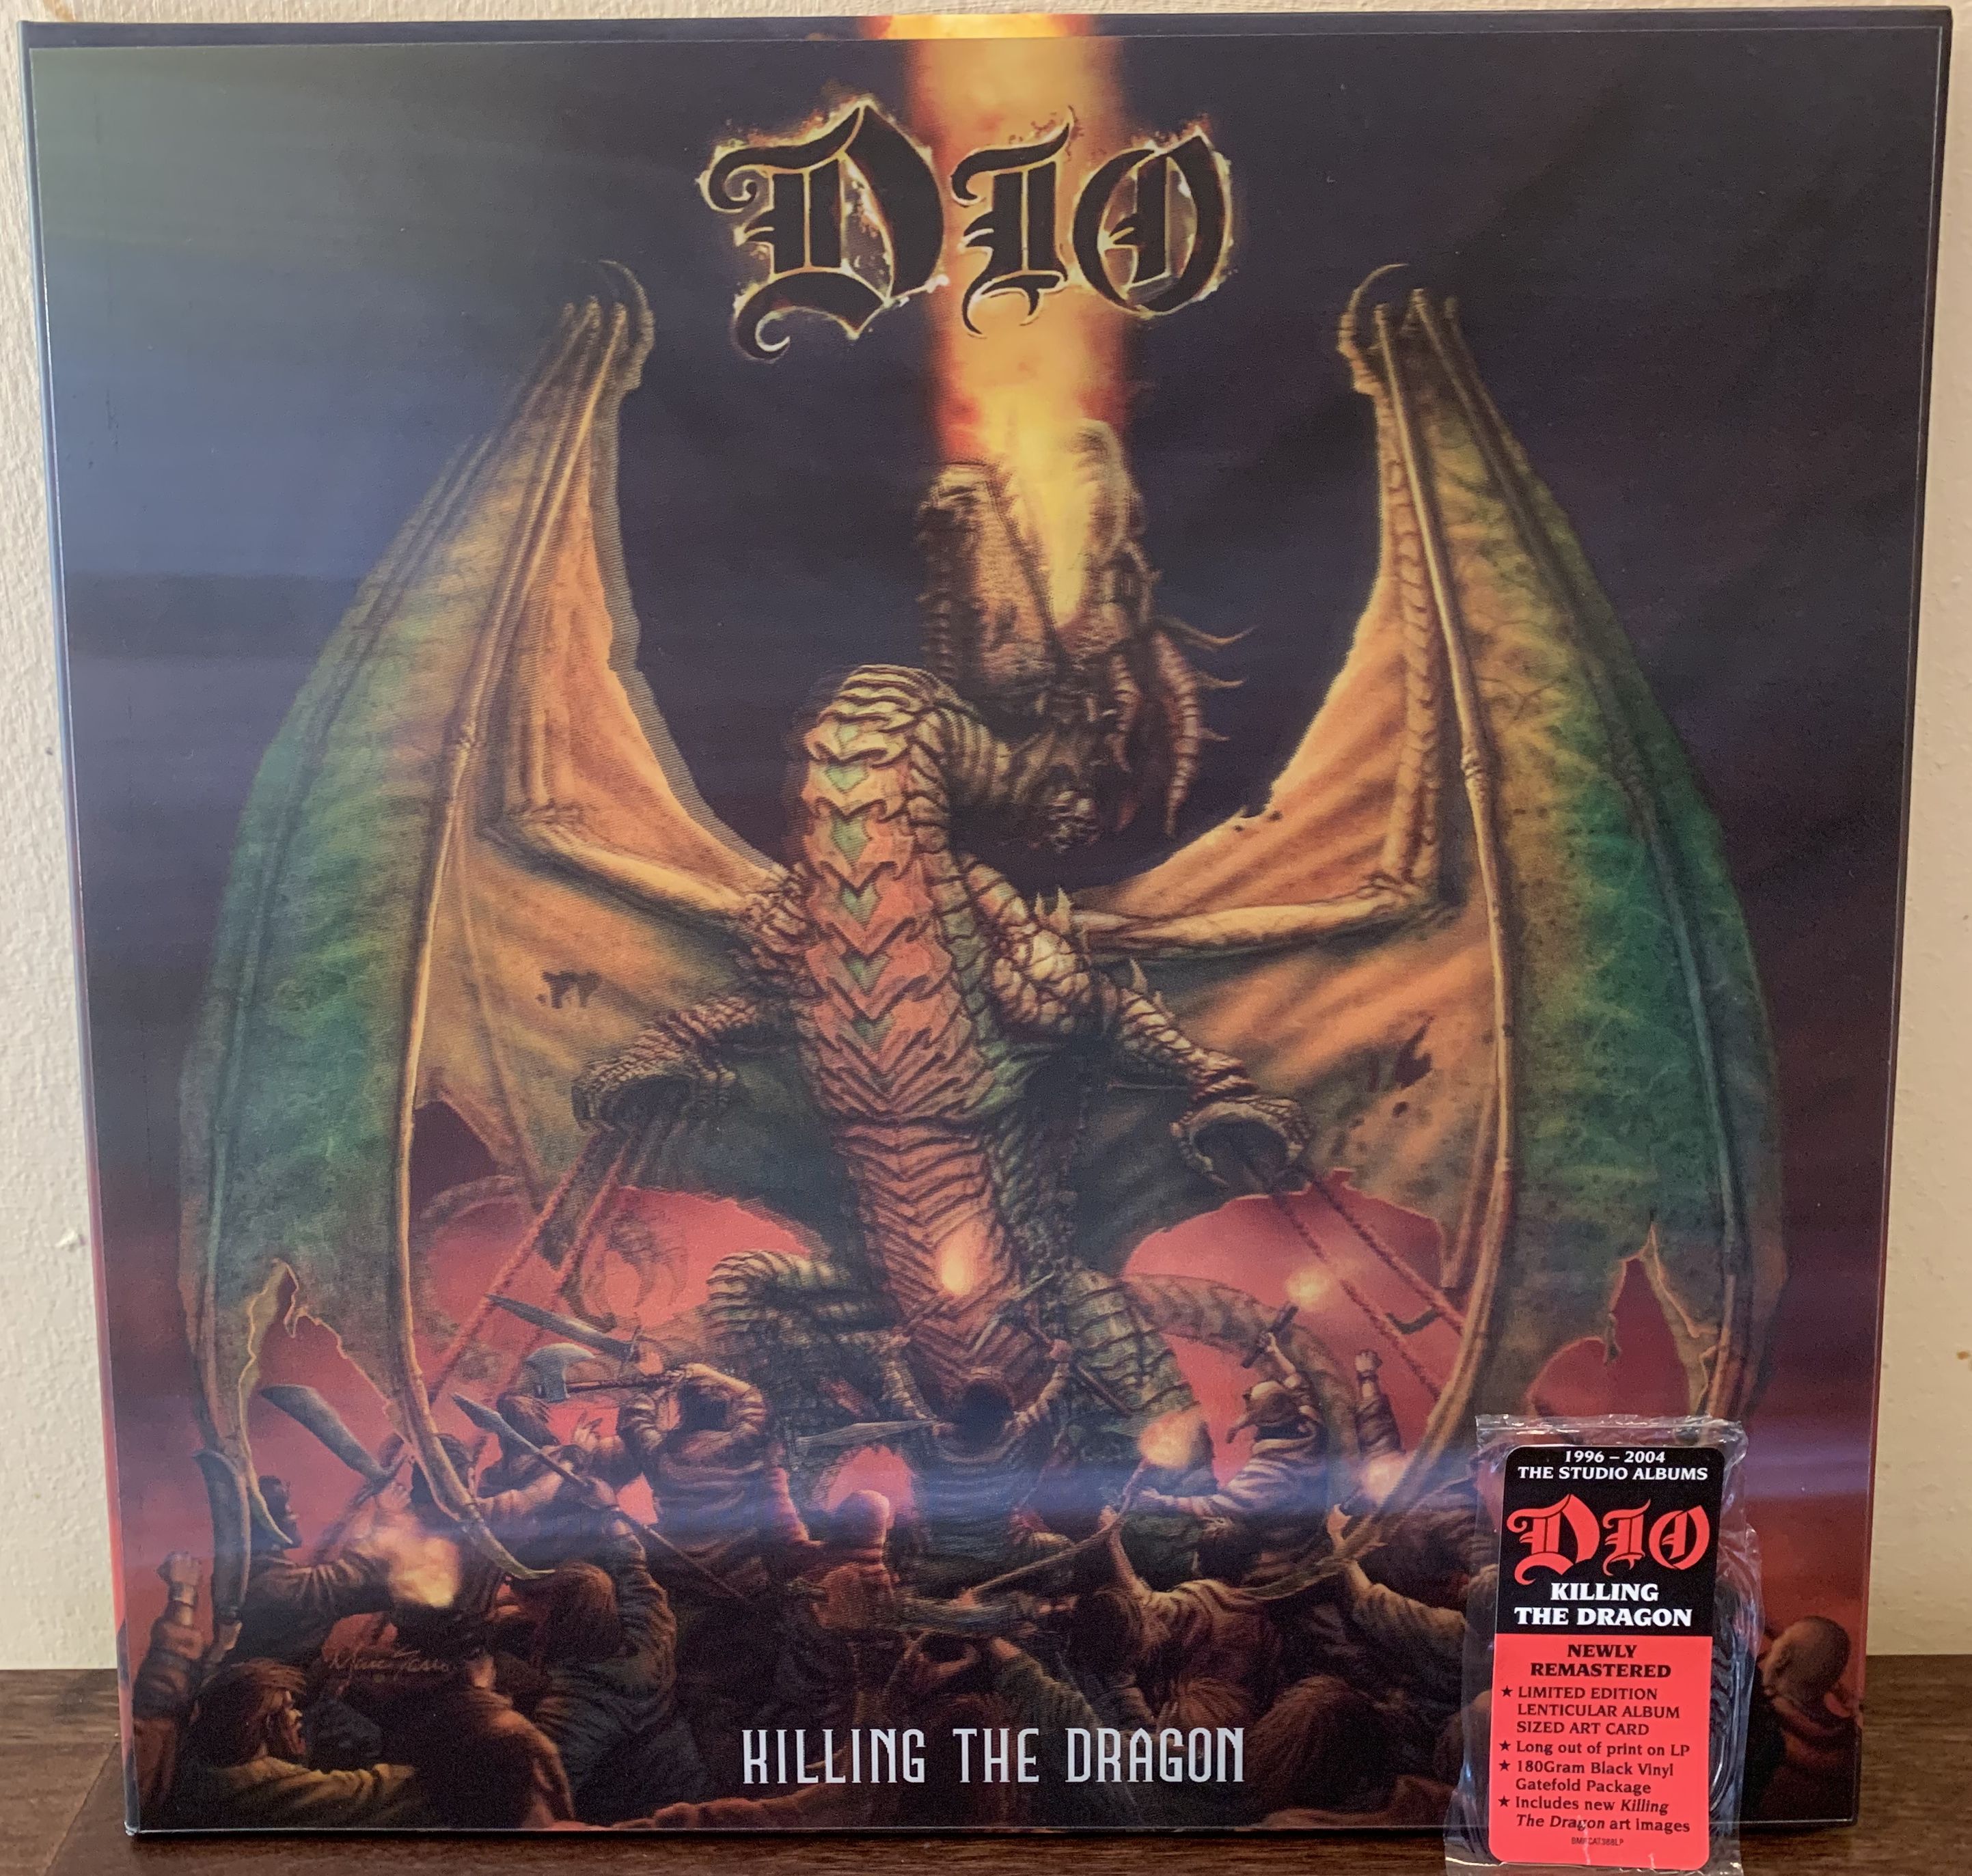 DIO
KILLING THE DRAGON
1996 – 2004
THE STUDIO ALBUMS
DIO
KILLING
THE DRAGON
NEWLY
REMASTERED
★ LIMITED EDITION
LENTICULAR ALBUM
SIZED ART CARD
★ Long out of print on LP
★ 180Gram Black Vinyl
Gatefold Package
★ Includes new Killing
The Dragon art images